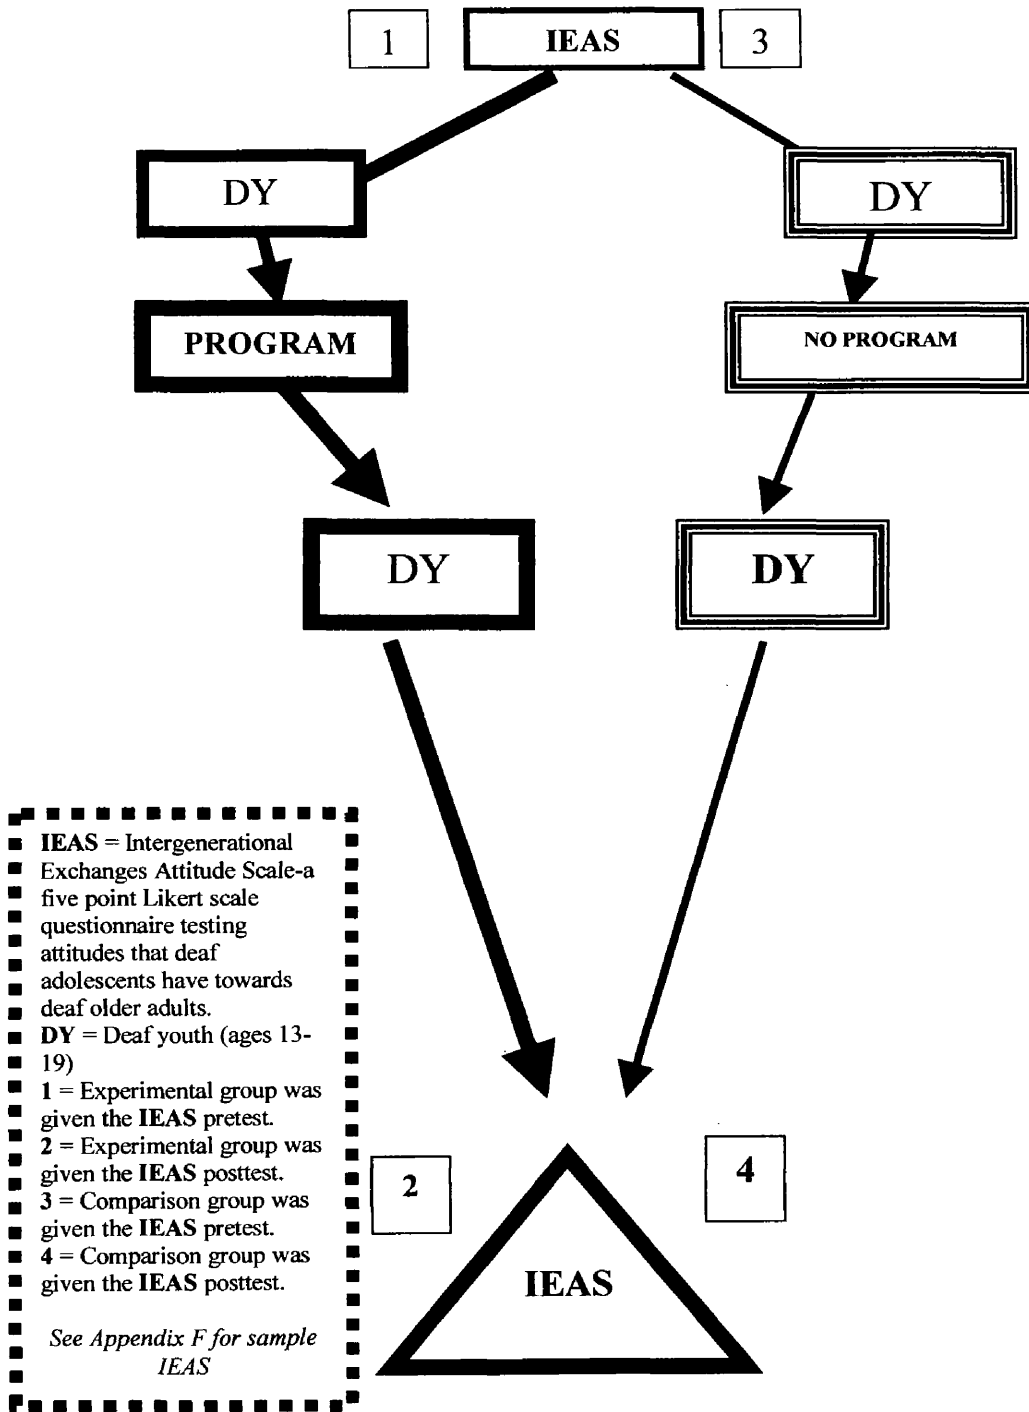 1
IEAS
3
DY
DY
PROGRAM
NO PROGRAM
DY
DY
IEAS = Intergenerational
Exchanges Attitude Scale-a
five point Likert scale
questionnaire testing
attitudes that deaf
adolescents have towards
deaf older adults.
DY = Deaf youth (ages 13-
19)
1 = Experimental group was
given the IEAS pretest.
2 = Experimental group was
given the IEAS posttest.
3 = Comparison group was
given the IEAS pretest.
4 = Comparison group was
given the IEAS posttest.
See Appendix F for sample
IEAS
2
4
IEAS